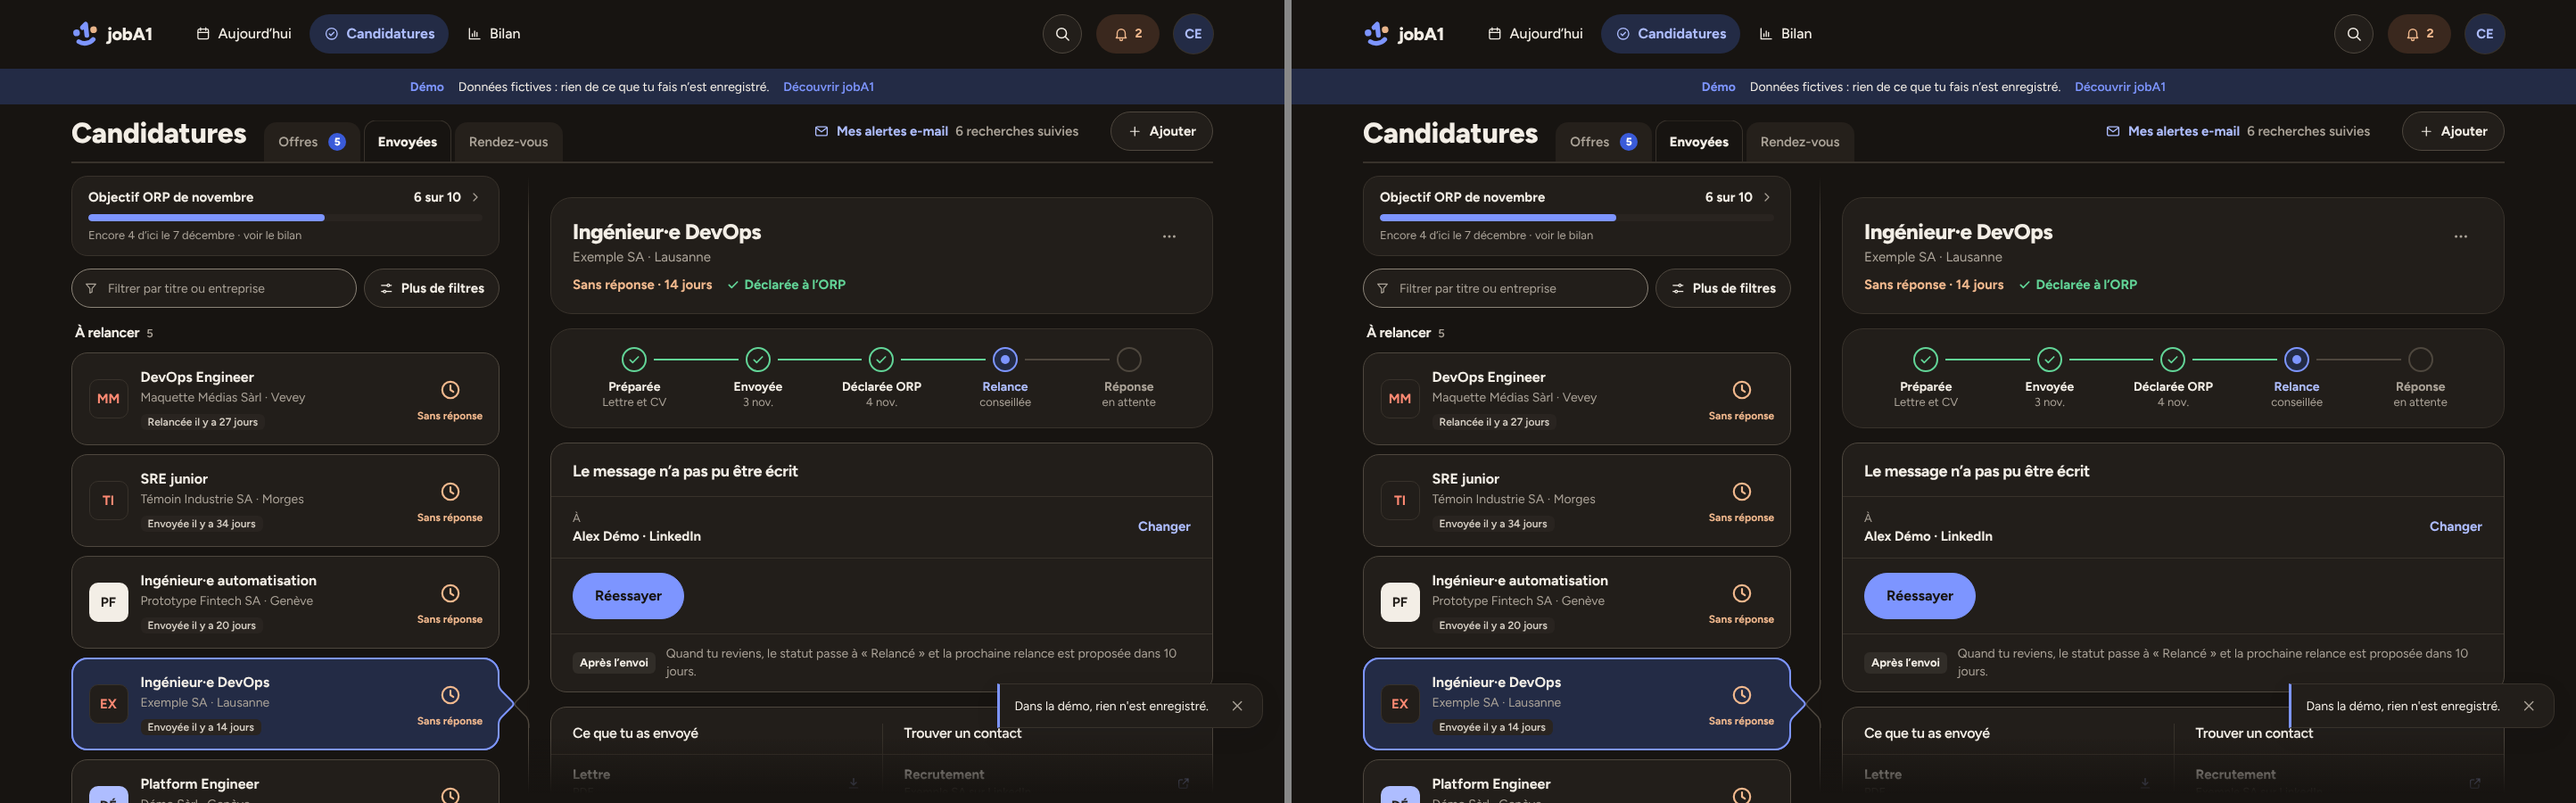 jobA1
Aujourd'hui
Candidatures
Bilan
2
CE
Démo Données fictives : rien de ce que tu fais n'est enregistré. Découvrir jobA1
Candidatures
Offres 5
Envoyées
Rendez-vous
Mes alertes e-mail 6 recherches suivies
Ajouter
Objectif ORP de novembre 6 sur 10
Encore 4 d'ici le 7 décembre · voir le bilan
Filtrer par titre ou entreprise
Plus de filtres
À relancer 5
MM
DevOps Engineer
Maquette Médias Sàrl · Vevey
Relancée il y a 27 jours
Sans réponse
TI
SRE junior
Témoin Industrie SA · Morges
Envoyée il y a 34 jours
Sans réponse
PF
Ingénieur·e automatisation
Prototype Fintech SA · Genève
Envoyée il y a 20 jours
Sans réponse
EX
Ingénieur·e DevOps
Exemple SA · Lausanne
Envoyée il y a 14 jours
Sans réponse
Platform Engineer
Ingénieur·e DevOps
Exemple SA · Lausanne
Sans réponse · 14 jours Déclarée à l'ORP
Préparée
Lettre et CV
Envoyée
3 nov.
Déclarée ORP
4 nov.
Relance
conseillée
Réponse
en attente
Le message n'a pas pu être écrit
À
Alex Démo · LinkedIn
Changer
Réessayer
Après l'envoi
Quand tu reviens, le statut passe à « Relancé » et la prochaine relance est proposée dans 10
jours.
Dans la démo, rien n'est enregistré.
Ce que tu as envoyé
Trouver un contact
Lettre
Recrutement
jobA1
Aujourd'hui
Candidatures
Bilan
2
CE
Démo Données fictives : rien de ce que tu fais n'est enregistré. Découvrir jobA1
Candidatures
Offres 5
Envoyées
Rendez-vous
Mes alertes e-mail 6 recherches suivies
Ajouter
Objectif ORP de novembre 6 sur 10
Encore 4 d'ici le 7 décembre · voir le bilan
Filtrer par titre ou entreprise
Plus de filtres
À relancer 5
MM
DevOps Engineer
Maquette Médias Sàrl · Vevey
Relancée il y a 27 jours
Sans réponse
TI
SRE junior
Témoin Industrie SA · Morges
Envoyée il y a 34 jours
Sans réponse
PF
Ingénieur·e automatisation
Prototype Fintech SA · Genève
Envoyée il y a 20 jours
Sans réponse
EX
Ingénieur·e DevOps
Exemple SA · Lausanne
Envoyée il y a 14 jours
Sans réponse
Platform Engineer
Ingénieur·e DevOps
Exemple SA · Lausanne
Sans réponse · 14 jours Déclarée à l'ORP
Préparée
Lettre et CV
Envoyée
3 nov.
Déclarée ORP
4 nov.
Relance
conseillée
Réponse
en attente
Le message n'a pas pu être écrit
À
Alex Démo · LinkedIn
Changer
Réessayer
Après l'envoi
Quand tu reviens, le statut passe à « Relancé » et la prochaine relance est proposée dans 10
jours.
Dans la démo, rien n'est enregistré.
Ce que tu as envoyé
Trouver un contact
Lettre
Recrutement